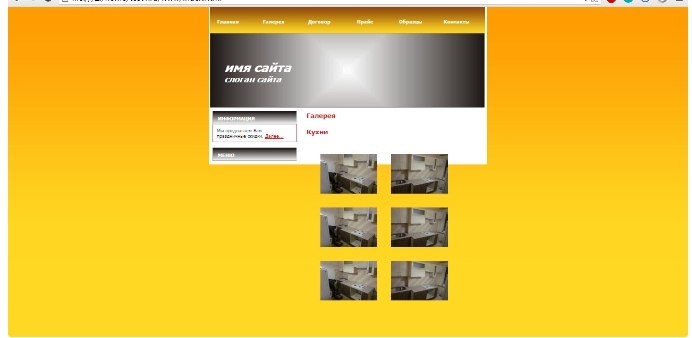 Главная Галерея Договор Прайс Образцы Контакты
имя сайта
слоган сайта
ИНФОРМАЦИЯ
Мы предлагаем Вам
праздничные скидки. Далее...
МЕНЮ
Галерея
Кухни